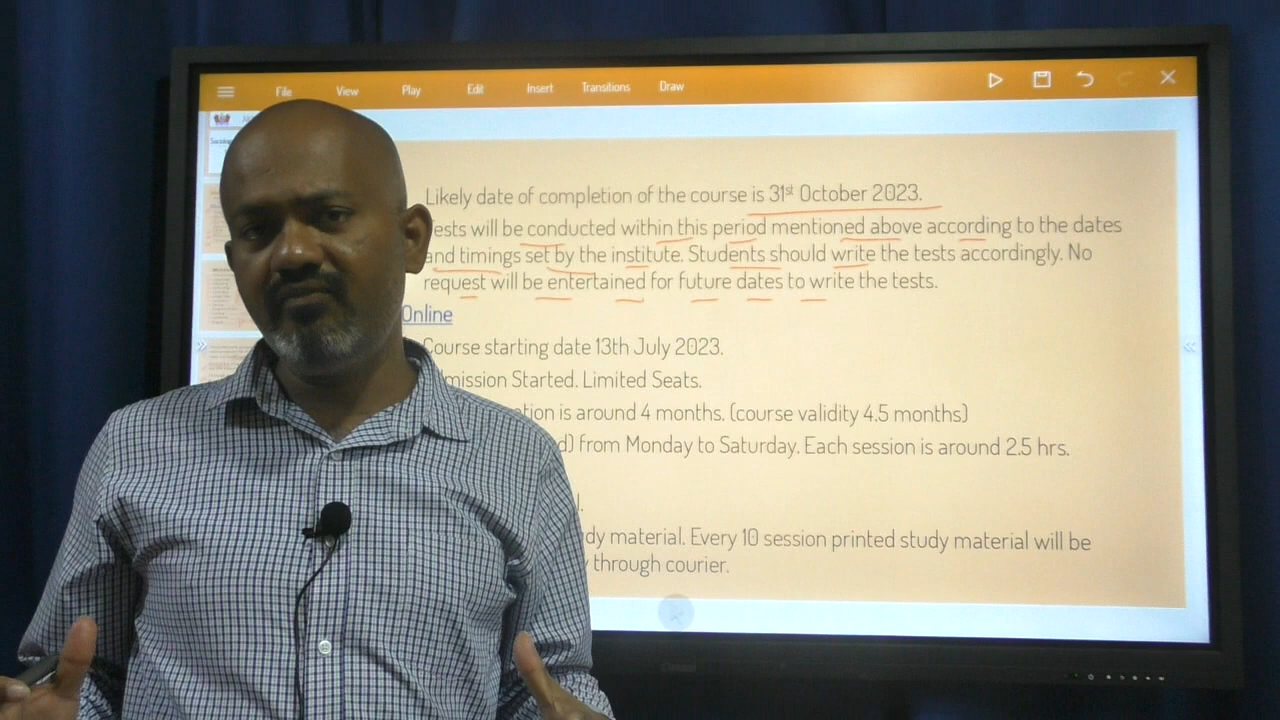 File View Play Edit Insert Transitions Draw
Likely date of completion of the course is 31st October 2023.
ests will be conducted within this period mentioned above according to the dates
and timings set by the institute. Students should write the tests accordingly. No
request will be entertained for future dates to write the tests.
Online
Course starting date 13th July 2023.
mission Started. Limited Seats.
tion is around 4 months. (course validity 4.5 months)
d) from Monday to Saturday. Each session is around 2.5 hrs.
l.
dy material. Every 10 session printed study material will be
through courier.